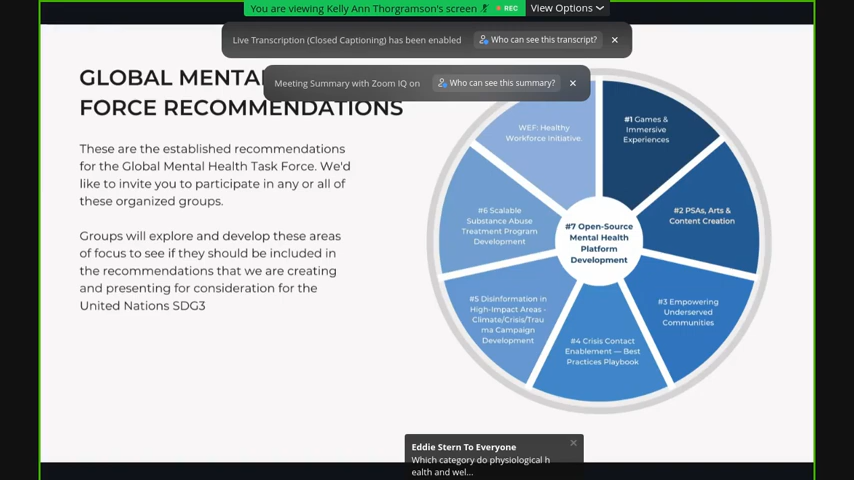 You are viewing Kelly Ann Thorgramson's screen
REC
View Options
Live Transcription (Closed Captioning) has been enabled
Who can see this transcript?
Meeting Summary with Zoom IQ on
Who can see this summary?
GLOBAL MENTA
FORCE RECOMMENDATIONS
These are the established recommendations
for the Global Mental Health Task Force. We'd
like to invite you to participate in any or all of
these organized groups.
Groups will explore and develop these areas
of focus to see if they should be included in
the recommendations that we are creating
and presenting for consideration for the
United Nations SDG3
WEF: Healthy
Workforce Initiative.
#1 Games &
Immersive
Experiences
#2 PSAs, Arts &
Content Creation
#3 Empowering
Underserved
Communities
#4 Crisis Contact
Enablement — Best
Practices Playbook
#5 Disinformation in
High-Impact Areas -
Climate/Crisis/Trau
ma Campaign
Development
#6 Scalable
Substance Abuse
Treatment Program
Development
#7 Open-Source
Mental Health
Platform
Development
Eddie Stern To Everyone
Which category do physiological h
ealth and wel...